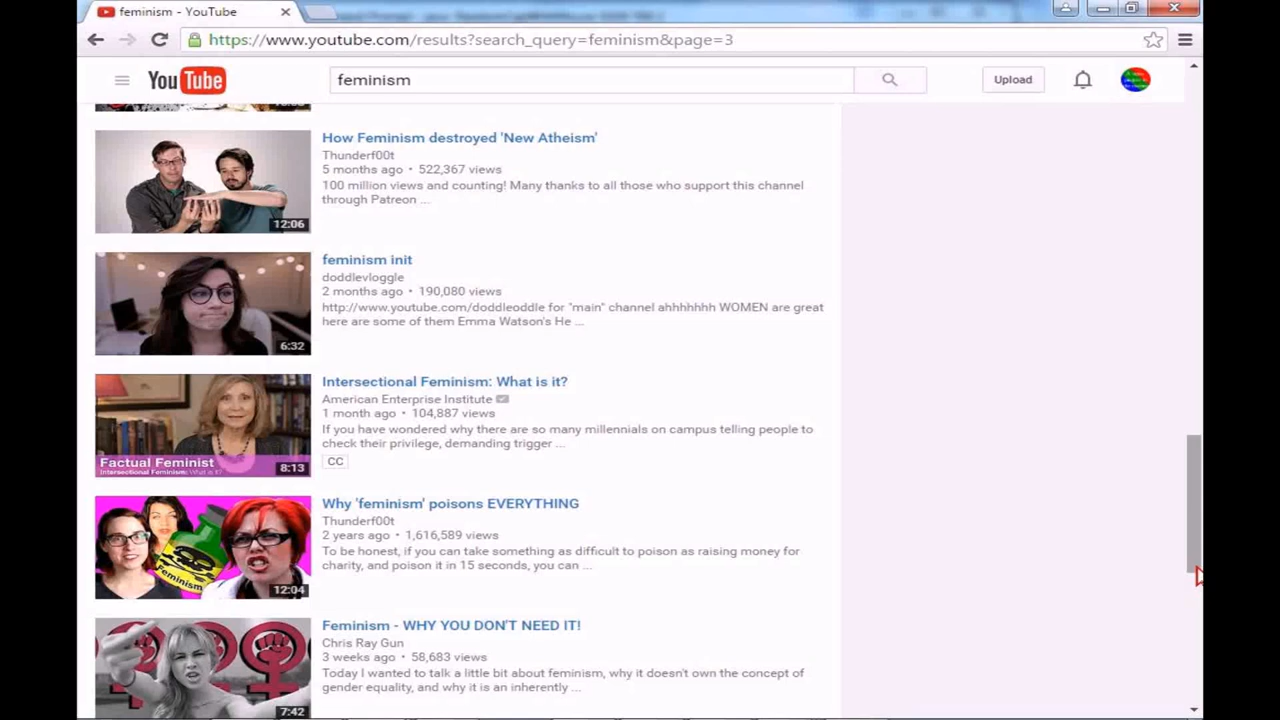 feminism - YouTube
https://www.youtube.com/results?search_query=feminism&page=3
YouTube
feminism
Upload
How Feminism destroyed 'New Atheism'
Thunderf00t
5 months ago • 522,367 views
100 million views and counting! Many thanks to all those who support this channel
through Patreon ...
12:06
feminism init
doddlevloggle
2 months ago • 190,080 views
http://www.youtube.com/doddleoddle for "main" channel ahhhhhhh WOMEN are great
here are some of them Emma Watson's He ...
6:32
Intersectional Feminism: What is it?
American Enterprise Institute
1 month ago • 104,887 views
If you have wondered why there are so many millennials on campus telling people to
check their privilege, demanding trigger ...
CC
Factual Feminist
Intersectional Feminism: What is it?
8:13
Why 'feminism' poisons EVERYTHING
Thunderf00t
2 years ago • 1,616,589 views
To be honest, if you can take something as difficult to poison as raising money for
charity, and poison it in 15 seconds, you can ...
Feminism
12:04
Feminism - WHY YOU DON'T NEED IT!
Chris Ray Gun
3 weeks ago • 58,683 views
Today I wanted to talk a little bit about feminism, why it doesn't own the concept of
gender equality, and why it is an inherently ...
7:42